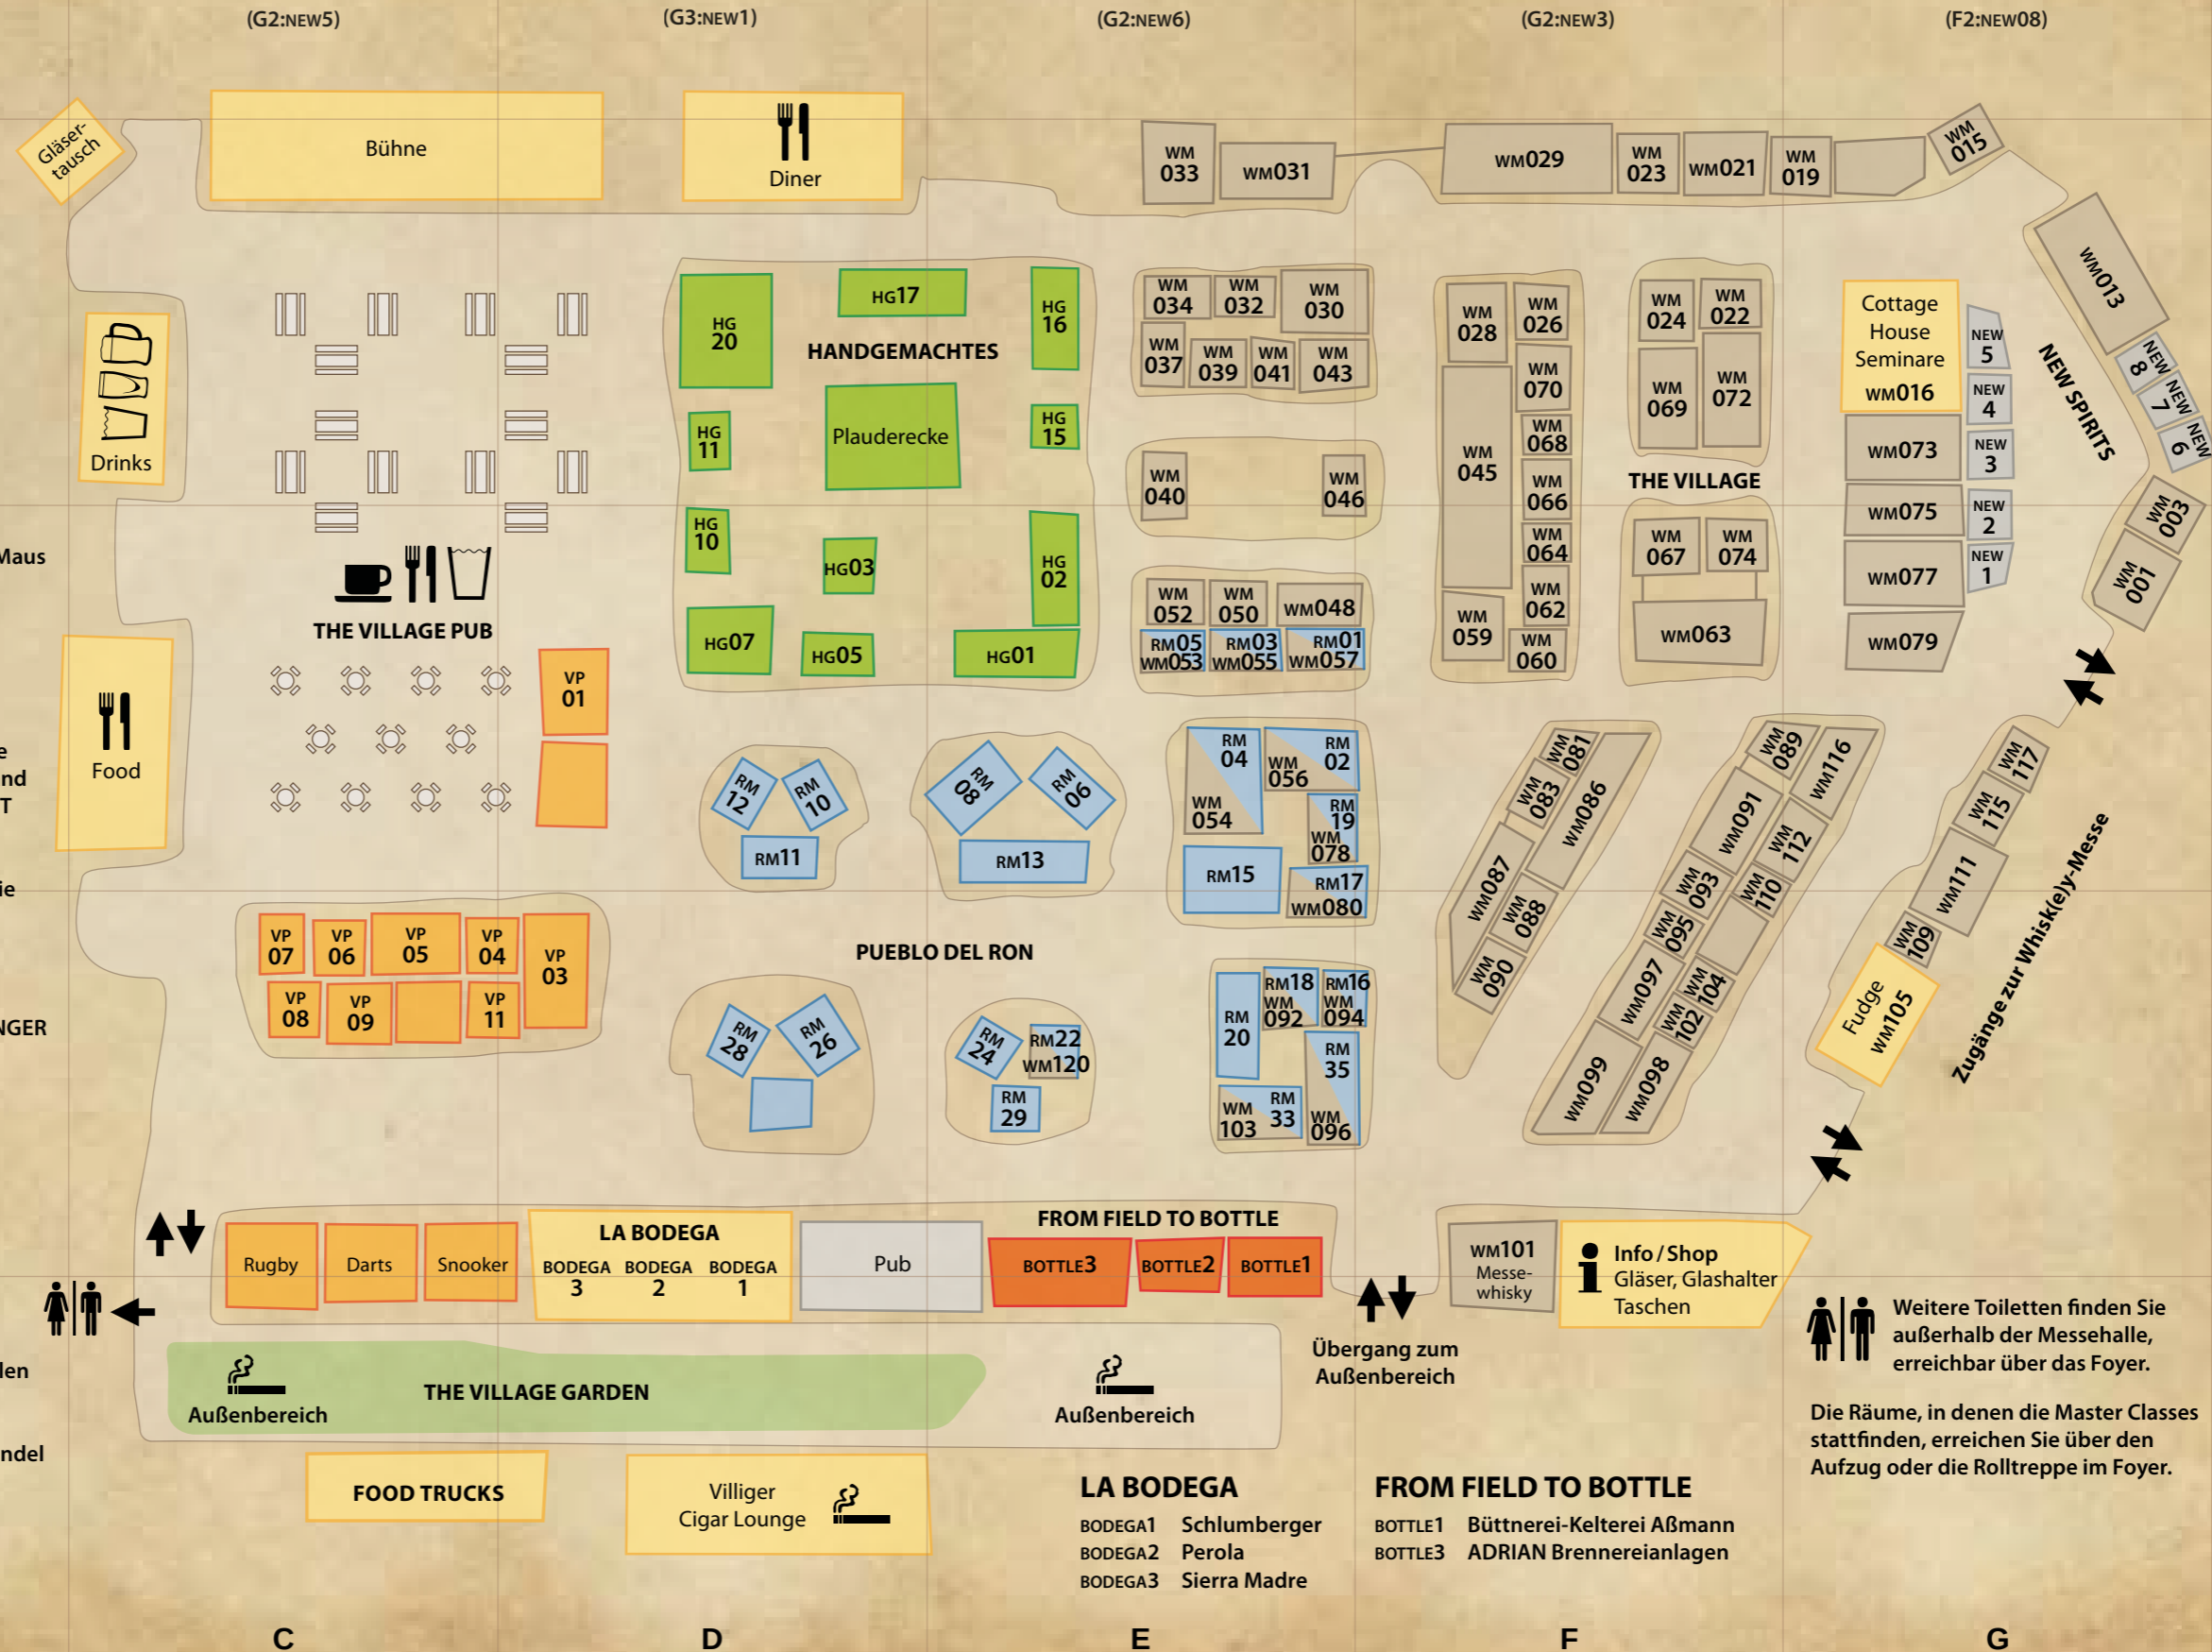 (G2:NEW5)
(G3:NEW1)
(G2:NEW6)
(G2:NEW3)
(F2:NEW08)
Gläser-
tausch
Bühne
Diner
WM
033
WM031
WM029
WM
023
WM021
WM
019
WM
015
WM013
Drinks
HG
20
HG17
HG
16
HANDGEMACHTES
HG
11
Plauderecke
HG
15
HG
10
HG03
HG
02
HG07
HG05
HG01
WM
034
WM
032
WM
030
WM
037
WM
039
WM
041
WM
043
WM
040
WM
046
WM
052
WM
050
WM048
RM05
WM053
RM03
WM055
RM01
WM057
WM
028
WM
026
WM
070
WM
045
WM
068
WM
066
WM
064
WM
062
WM
059
WM
060
WM
024
WM
022
WM
069
WM
072
THE VILLAGE
WM
067
WM
074
WM063
Cottage
House
Seminare
WM016
WM073
WM075
WM077
WM079
NEW
5
NEW
4
NEW
3
NEW
2
NEW
1
NEW SPIRITS
NEW
8
NEW
7
NEW
6
WM
003
WM
001
Maus
THE VILLAGE PUB
Food
VP
01
e
nd
T
ie
NGER
len
ndel
VP
07
VP
06
VP
05
VP
04
VP
03
VP
08
VP
09
VP
11
RM
12
RM
10
RM11
RM
08
RM
06
RM13
RM
04
WM
054
RM
02
WM
056
RM
19
WM
078
RM15
RM17
WM080
PUEBLO DEL RON
RM
28
RM
26
RM
24
RM22
WM120
RM
29
RM
20
RM18
WM
092
RM16
WM
094
RM
35
WM
096
RM
33
WM
103
WM
081
WM
083
WM086
WM087
WM
088
WM
090
WM
089
WM116
WM091
WM
112
WM
093
WM
110
WM
095
WM097
WM
104
WM
102
WM099
WM098
WM
117
WM
115
WM111
WM
109
Fudge
WM105
Zugänge zur Whisk(e)y-Messe
Rugby
Darts
Snooker
LA BODEGA
BODEGA
3
BODEGA
2
BODEGA
1
Pub
FROM FIELD TO BOTTLE
BOTTLE3
BOTTLE2
BOTTLE1
WM101
Messe-
whisky
Info / Shop
Gläser, Glashalter
Taschen
Übergang zum
Außenbereich
Außenbereich
THE VILLAGE GARDEN
Außenbereich
FOOD TRUCKS
Villiger
Cigar Lounge
Weitere Toiletten finden Sie
außerhalb der Messehalle,
erreichbar über das Foyer.
Die Räume, in denen die Master Classes
stattfinden, erreichen Sie über den
Aufzug oder die Rolltreppe im Foyer.
LA BODEGA
BODEGA1 Schlumberger
BODEGA2 Perola
BODEGA3 Sierra Madre
FROM FIELD TO BOTTLE
BOTTLE1 Büttnerei-Kelterei Aßmann
BOTTLE3 ADRIAN Brennereianlagen
C
D
E
F
G